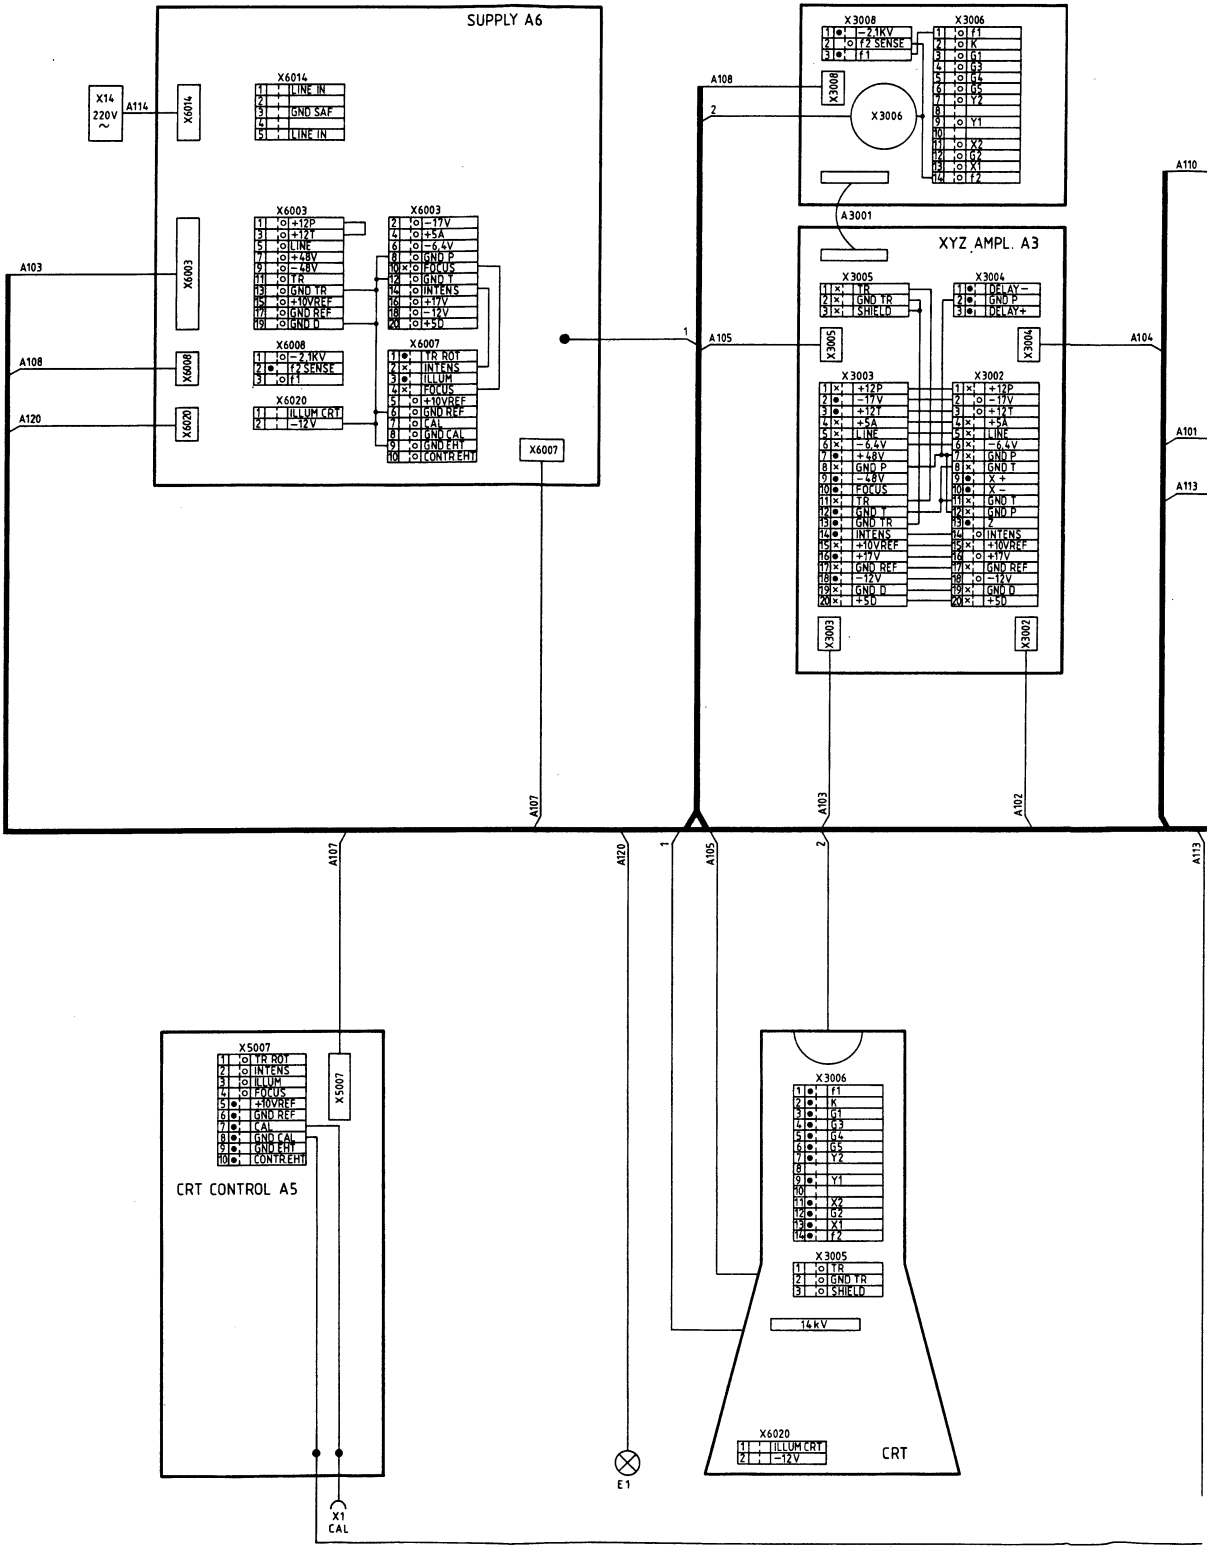 SUPPLY A6
X14
220V
~
A114
X6014
X6014
1 LINE IN
2
3 GND SAF
4
5 LINE IN
A103
X6003
X6003
1 +12P
3 +12T
5 LINE
7 +48V
9 -48V
11 TR
13 GND TR
15 +10VREF
17 GND REF
19 GND D
X6003
2 -17V
4 +5A
6 -6,4V
8 GND P
10 FOCUS
12 GND T
14 INTENS
16 +17V
18 -12V
20 +5D
A108
X6008
X6008
1 -2,1KV
2 f2 SENSE
3 f1
A120
X6020
X6020
1 ILLUM CRT
2 -12V
X6007
1 TR ROT
2 INTENS
3 ILLUM
4 FOCUS
5 +10VREF
6 GND REF
7 CAL
8 GND CAL
9 GND EHT
10 CONTR.EHT
X6007
A107
1
A108
2
A105
X3008
1 -2,1KV
2 f2 SENSE
3 f1
X3008
X3006
X3006
1 f1
2 K
3 G1
4 G3
5 G4
6 G5
7 Y2
8
9 Y1
10
11 X2
12 G2
13 X1
14 f2
A3001
XYZ AMPL. A3
X3005
1 TR
2 GND TR
3 SHIELD
X3004
1 DELAY-
2 GND P
3 DELAY+
X3005
X3004
A104
A110
A101
A113
X3003
1 +12P
2 -17V
3 +12T
4 +5A
5 LINE
6 -6,4V
7 +48V
8 GND P
9 -48V
10 FOCUS
11 TR
12 GND T
13 GND TR
14 INTENS
15 +10VREF
16 +17V
17 GND REF
18 -12V
19 GND D
20 +5D
X3002
1 +12P
2 -17V
3 +12T
4 +5A
5 LINE
6 -6,4V
7 GND P
8 GND T
9 X +
10 X -
11 GND T
12 GND P
13 Z
14 INTENS
15 +10VREF
16 +17V
17 GND REF
18 -12V
19 GND D
20 +5D
X3003
X3002
A103
A102
A107
A120
1
A105
2
A113
X5007
1 TR ROT
2 INTENS
3 ILLUM
4 FOCUS
5 +10VREF
6 GND REF
7 CAL
8 GND CAL
9 GND EHT
10 CONTR.EHT
X5007
CRT CONTROL A5
X1
CAL
E1
X3006
1 f1
2 K
3 G1
4 G3
5 G4
6 G5
7 Y2
8
9 Y1
10
11 X2
12 G2
13 X1
14 f2
X3005
1 TR
2 GND TR
3 SHIELD
14kV
X6020
1 ILLUM CRT
2 -12V
CRT